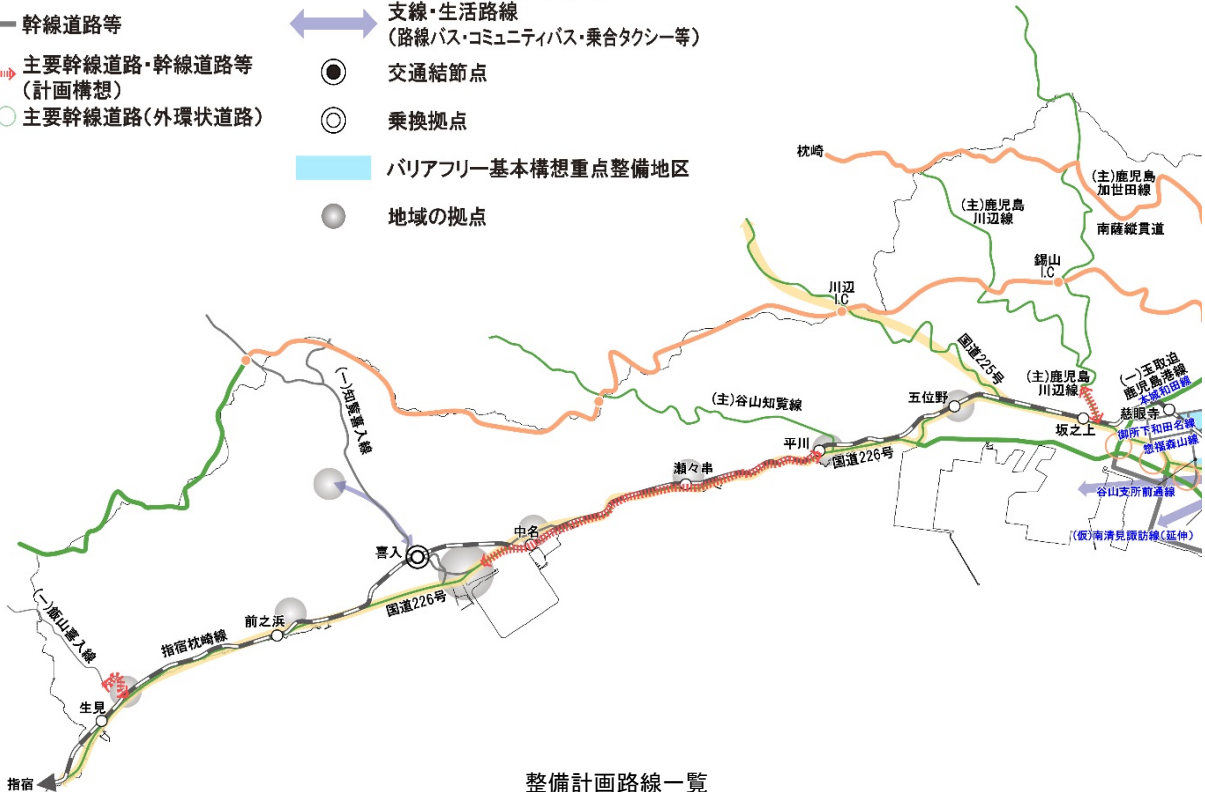 幹線道路等
主要幹線道路・幹線道路等
(計画構想)
主要幹線道路(外環状道路)
支線・生活路線
(路線バス・コミュニティバス・乗合タクシー等)
交通結節点
乗換拠点
バリアフリー基本構想重点整備地区
地域の拠点
枕崎
(主)鹿児島
加世田線
(主)鹿児島
川辺線
南薩縦貫道
錫山
I.C
川辺
I.C
国道225号
(主)鹿児島
川辺線
(一)玉取迫
鹿児島港線
本城和田線
慈眼寺
御所下和田名線
惣福森山線
坂之上
五位野
(主)谷山知覧線
平川
国道226号
谷山支所前通線
(仮)南清見諏訪線(延伸)
瀬々串
(一)知覧喜入線
中名
喜入
国道226号
前之浜
指宿枕崎線
(一)飯山喜入線
生見
指宿
整備計画路線一覧